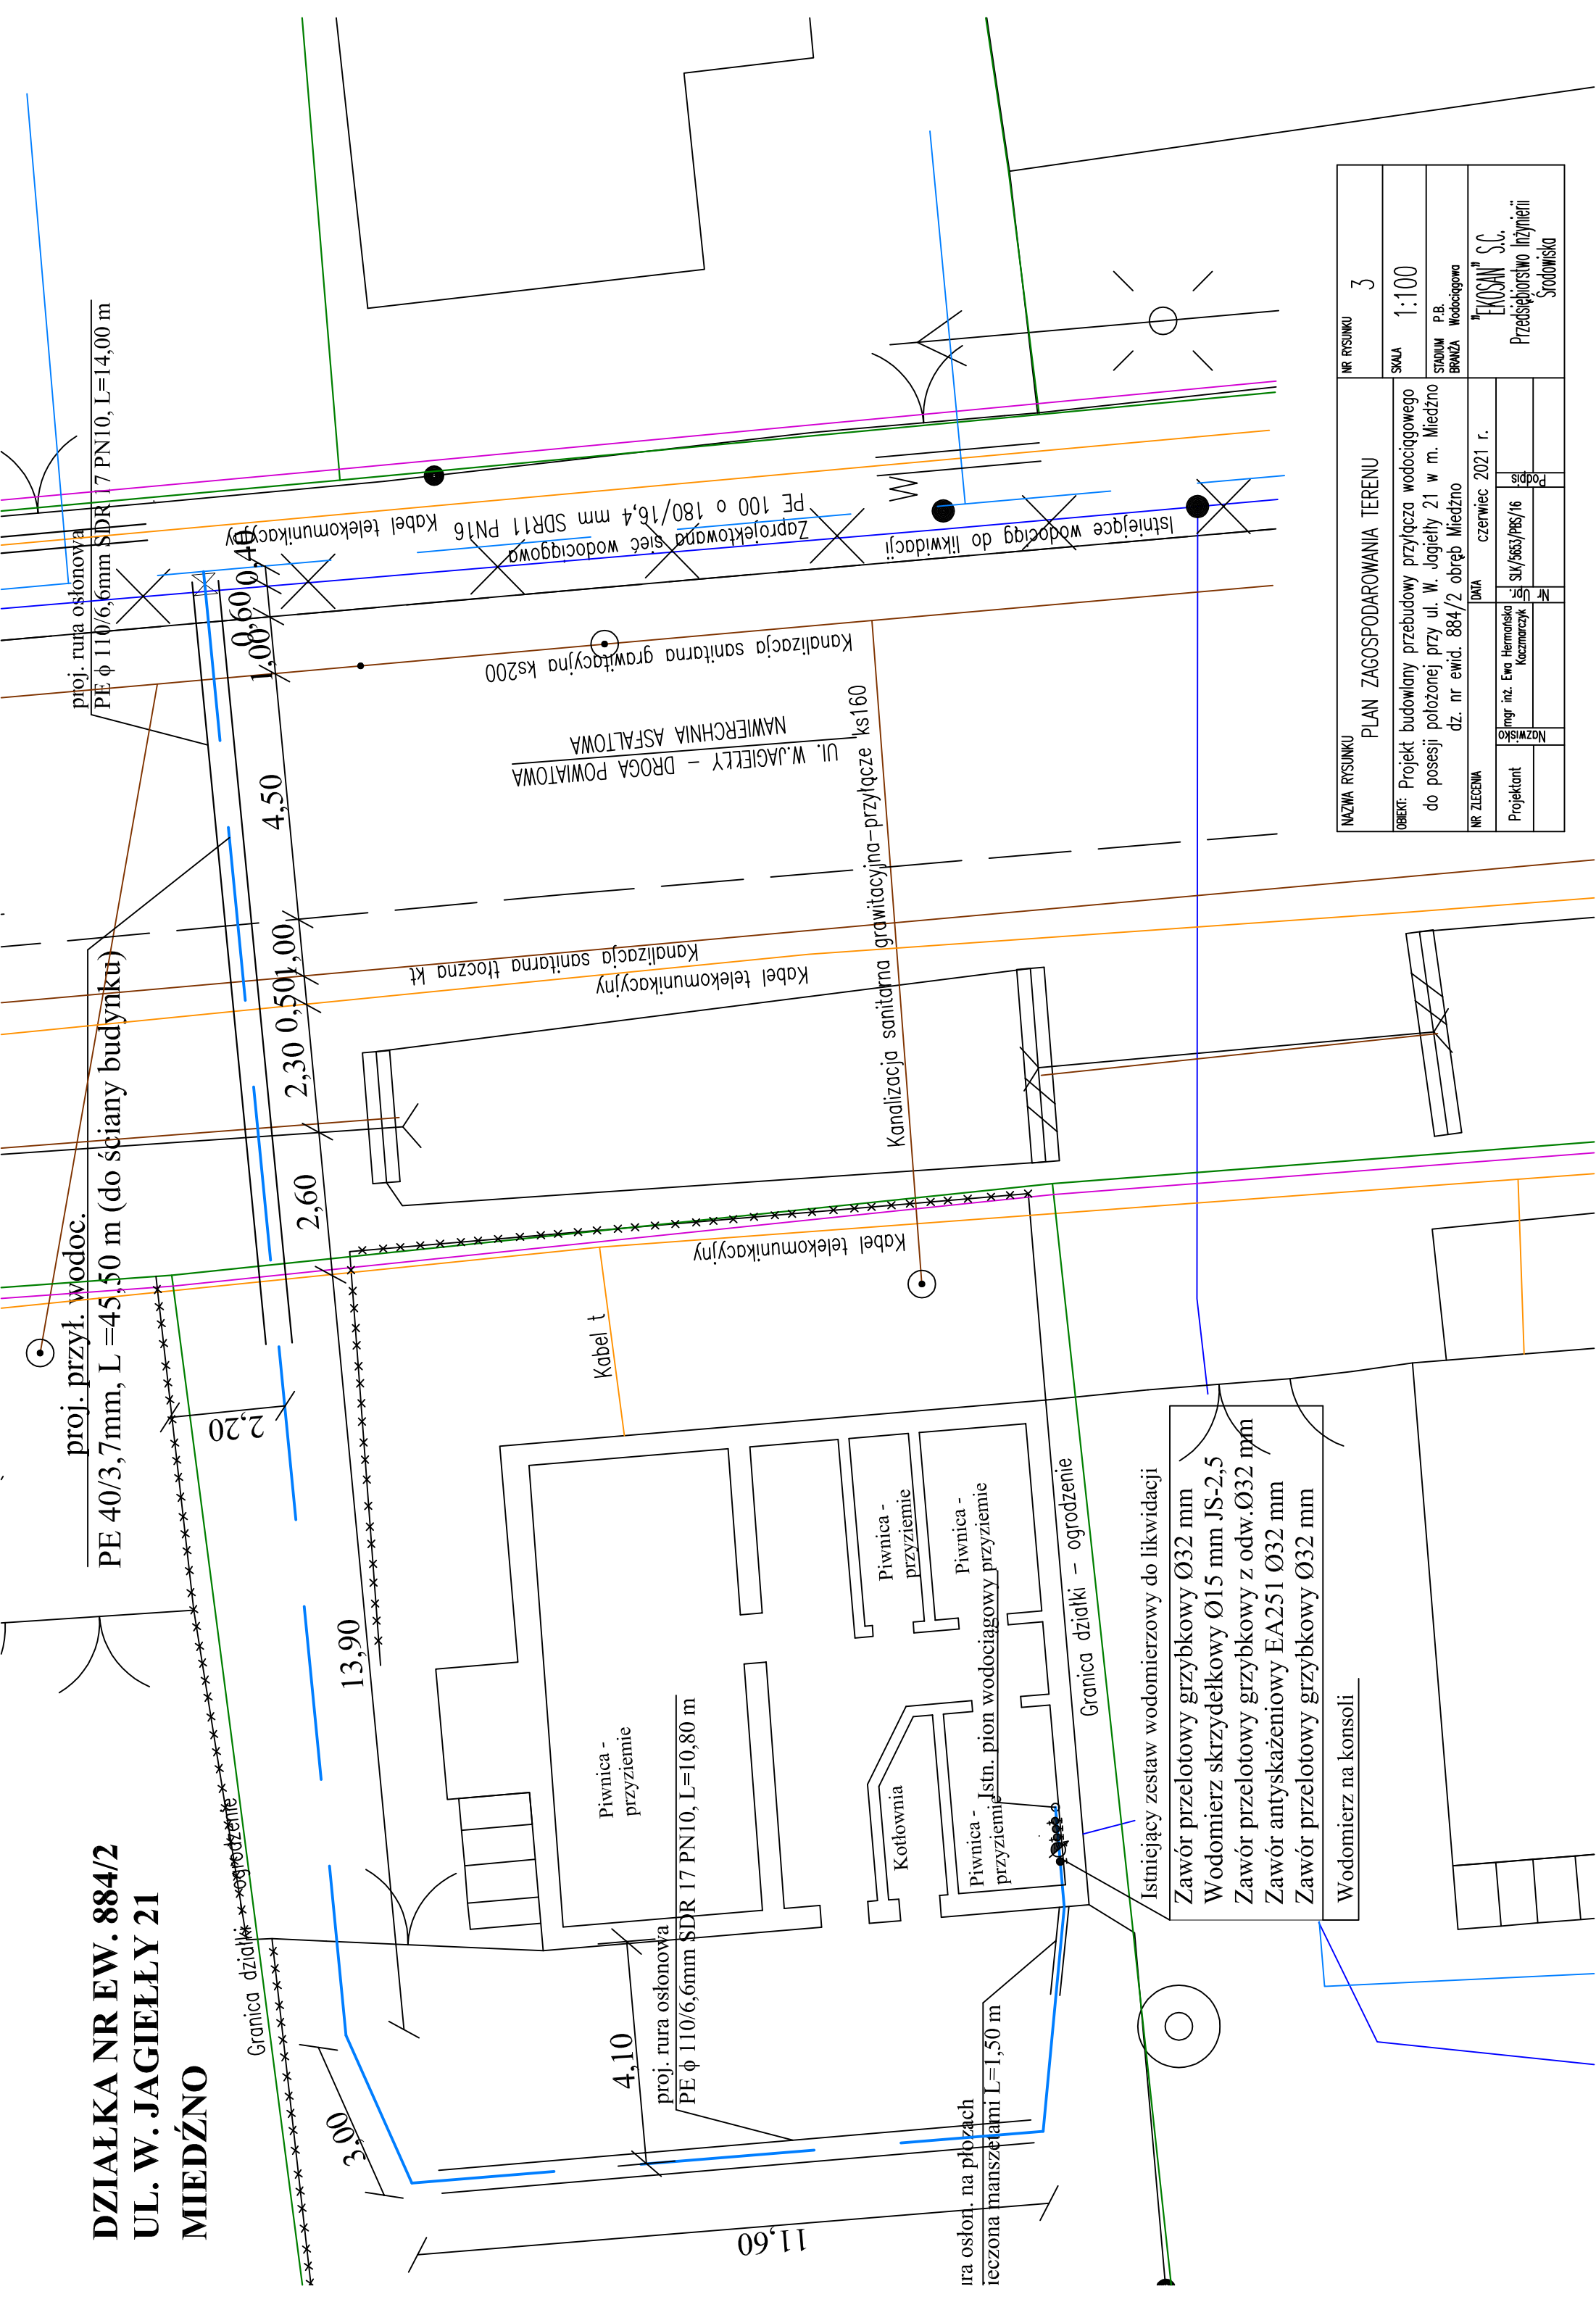 DZIAŁKA NR EW. 884/2
UL. W. JAGIEŁŁY 21
MIEDŹNO
proj. przył. wodoc.
PE 40/3,7mm, L =45,50 m (do ściany budynku)
proj. rura osłonowa
PE ϕ 110/6,6mm SDR 17 PN10, L=14,00 m
Granica działki - ogrodzenie
2,20
3,00
13,90
2,60
2,30
0,50
1,00
4,50
1,00
0,60
0,40
Kabel telekomunikacyjny
PE 100 o 180/16,4 mm SDR11 PN16
Zaprojektowana sieć wodociągowa
Istniejące wodociąg do likwidacji
W
Kanalizacja sanitarna grawitacyjna ks200
Ul. W.JAGIEŁŁY – DROGA POWIATOWA
NAWIERCHNIA ASFALTOWA
Kanalizacja sanitarna grawitacyjna-przyłącze ks160
Kanalizacja sanitarna tłoczna kt
Kabel telekomunikacyjny
Kabel telekomunikacyjny
Kabel t
Piwnica -
przyziemie
Piwnica -
przyziemie
Piwnica -
przyziemie
Kotłownia
Piwnica -
przyziemie
Istn. pion wodociągowy
Granica działki – ogrodzenie
4,10
proj. rura osłonowa
PE ϕ 110/6,6mm SDR 17 PN10, L=10,80 m
11,60
ra osłon. na płozach
ieczona manszetami L=1,50 m
Istniejący zestaw wodomierzowy do likwidacji
Zawór przelotowy grzybkowy Ø32 mm
Wodomierz skrzydełkowy Ø15 mm JS-2,5
Zawór przelotowy grzybkowy z odw.Ø32 mm
Zawór antyskażeniowy EA251 Ø32 mm
Zawór przelotowy grzybkowy Ø32 mm
Wodomierz na konsoli
NAZWA RYSUNKU
PLAN ZAGOSPODAROWANIA TERENU
NR RYSUNKU
3
OBIEKT: Projekt budowlany przebudowy przyłącza wodociągowego
do posesji położonej przy ul. W. Jagiełły 21 w m. Miedźno
dz. nr ewid. 884/2 obręb Miedźno
SKALA 1:100
STADIUM P.B.
BRANŻA Wodociągowa
NR ZLECENIA
DATA czerwiec 2021 r.
"EKOSAN" S.C.
Przedsiębiorstwo Inżynierii
Środowiska
Projektant
Nazwisko
mgr inż. Ewa Hermańska
Kaczmarczyk
Nr Upr.
SLK/5653/PBS/16
Podpis